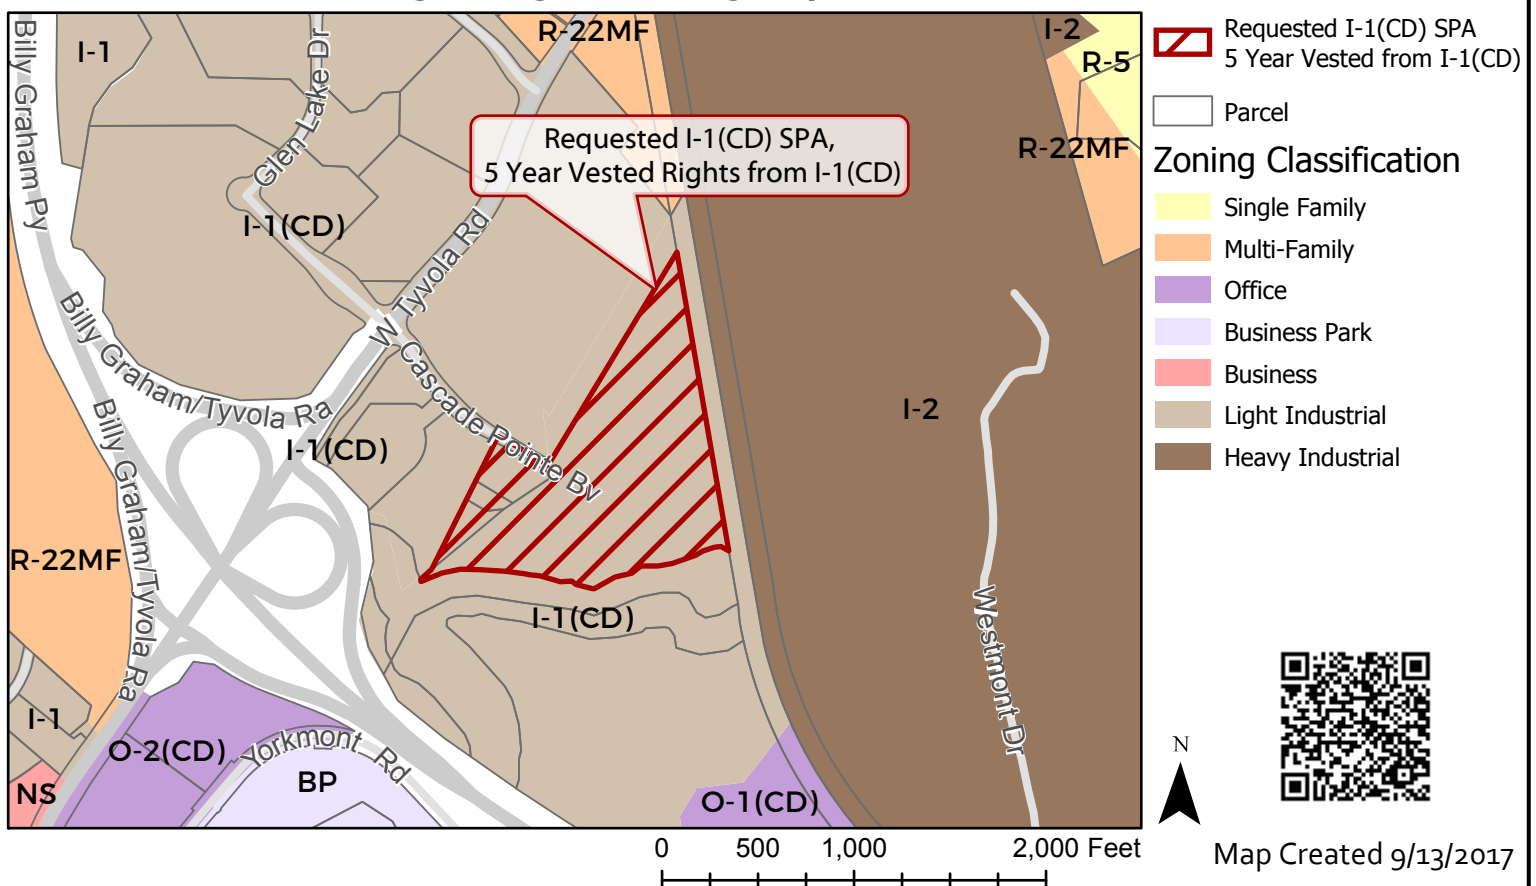 Billy Graham Py
I-1
Glen Lake Dr
R-22MF
I-2
R-5
R-22MF
Requested I-1(CD) SPA,
5 Year Vested Rights from I-1(CD)
I-1(CD)
W Tyvola Rd
Billy Graham/Tyvola Ra
Cascade Pointe Bv
I-1(CD)
I-2
Billy Graham/Tyvola Ra
R-22MF
I-1(CD)
Westmont Dr
I-1
O-2(CD)
Yorkmont Rd
BP
NS
O-1(CD)
Requested I-1(CD) SPA
5 Year Vested from I-1(CD)
Parcel
Zoning Classification
Single Family
Multi-Family
Office
Business Park
Business
Light Industrial
Heavy Industrial
N
0 500 1,000 2,000 Feet
Map Created 9/13/2017